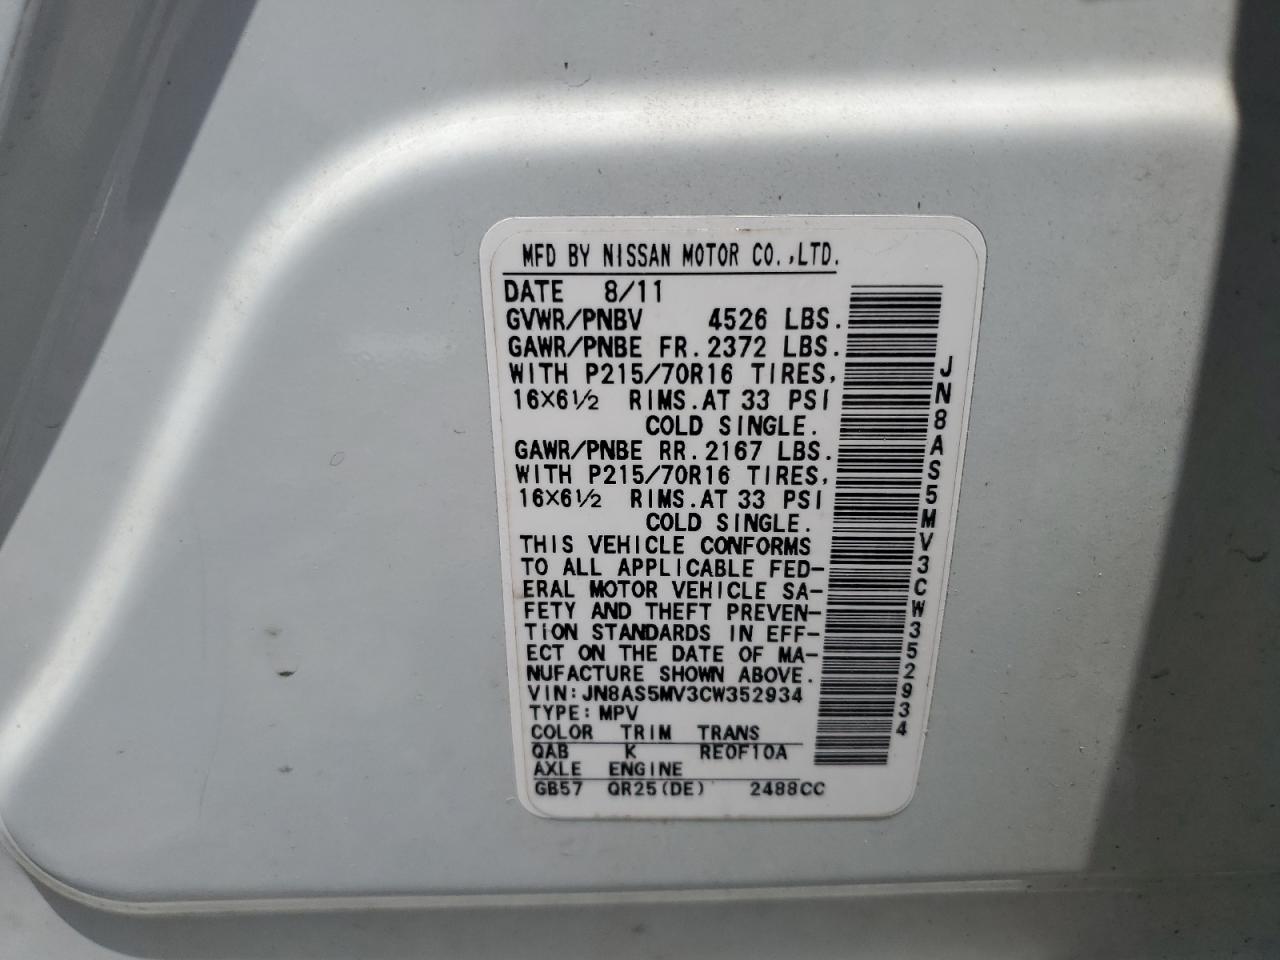 MFD BY NISSAN MOTOR CO.,LTD.
DATE 8/11
GVWR/PNBV 4526 LBS.
GAWR/PNBE FR.2372 LBS.
WITH P215/70R16 TIRES,
16X6½ RIMS.AT 33 PSI
COLD SINGLE.
GAWR/PNBE RR.2167 LBS.
WITH P215/70R16 TIRES,
16X6½ RIMS.AT 33 PSI
COLD SINGLE.
THIS VEHICLE CONFORMS
TO ALL APPLICABLE FED-
ERAL MOTOR VEHICLE SA-
FETY AND THEFT PREVEN-
TION STANDARDS IN EFF-
ECT ON THE DATE OF MA-
NUFACTURE SHOWN ABOVE.
VIN:JN8AS5MV3CW352934
TYPE:MPV
COLOR TRIM TRANS
QAB K RE0F10A
AXLE ENGINE
GB57 QR25(DE) 2488CC
JN8AS5MV3CW352934